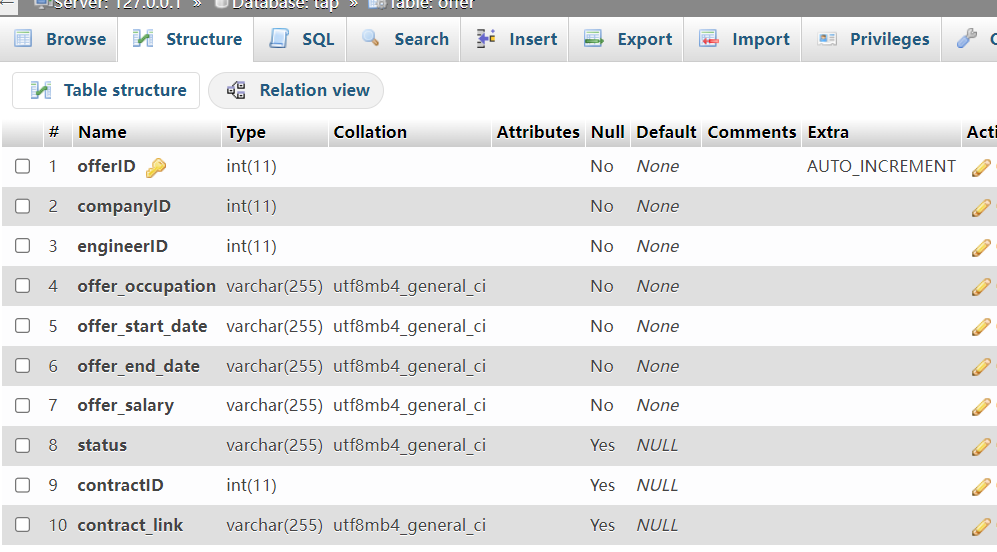 Server: 127.0.0.1 » Database: tap » Table: offer
Browse Structure SQL Search Insert Export Import Privileges
Table structure Relation view
# Name Type Collation Attributes Null Default Comments Extra Acti
1 offerID int(11) No None AUTO_INCREMENT
2 companyID int(11) No None
3 engineerID int(11) No None
4 offer_occupation varchar(255) utf8mb4_general_ci No None
5 offer_start_date varchar(255) utf8mb4_general_ci No None
6 offer_end_date varchar(255) utf8mb4_general_ci No None
7 offer_salary varchar(255) utf8mb4_general_ci No None
8 status varchar(255) utf8mb4_general_ci Yes NULL
9 contractID int(11) Yes NULL
10 contract_link varchar(255) utf8mb4_general_ci Yes NULL